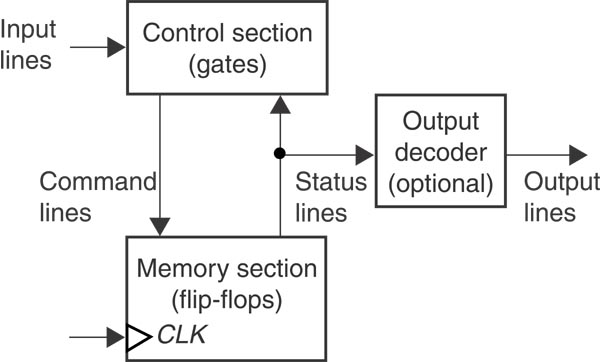 Input
lines
Control section
(gates)
Command
lines
Status
lines
Output
decoder
(optional)
Output
lines
Memory section
(flip-flops)
CLK